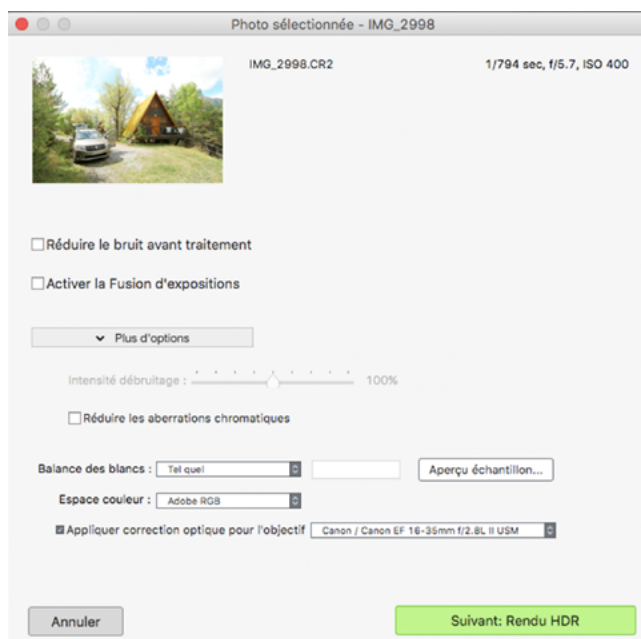 Photo sélectionnée - IMG_2998
IMG_2998.CR2
1/794 sec, f/5.7, ISO 400
Réduire le bruit avant traitement
Activer la Fusion d'expositions
Plus d'options
Intensité débruitage : 100%
Réduire les aberrations chromatiques
Balance des blancs : Tel quel Aperçu échantillon...
Espace couleur : Adobe RGB
Appliquer correction optique pour l'objectif Canon / Canon EF 16-35mm f/2.8L II USM
Annuler
Suivant: Rendu HDR